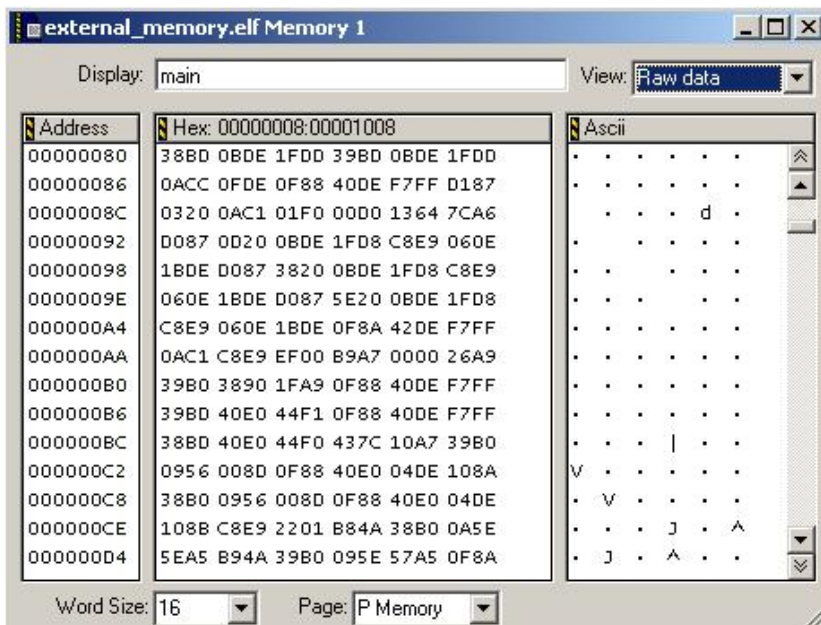 external_memory.elf Memory 1
Display: main View: Raw data
Address Hex: 00000008:00001008 Ascii
00000080 38BD 0BDE 1FDD 39BD 0BDE 1FDD . . . . . .
00000086 0ACC 0FDE 0F88 40DE F7FF D187 . . . . . .
0000008C 0320 0AC1 01F0 00D0 1364 7CA6 . . . d .
00000092 D087 0D20 0BDE 1FD8 C8E9 060E . . . . .
00000098 1BDE D087 3820 0BDE 1FD8 C8E9 . . . . .
0000009E 060E 1BDE D087 5E20 0BDE 1FD8 . . . . .
000000A4 C8E9 060E 1BDE 0F8A 42DE F7FF . . . . . .
000000AA 0AC1 C8E9 EF00 B9A7 0000 26A9 . . . . . .
000000B0 39B0 3890 1FA9 0F88 40DE F7FF . . . . . .
000000B6 39BD 40E0 44F1 0F88 40DE F7FF . . . . . .
000000BC 38BD 40E0 44F0 437C 10A7 39B0 . . . | . .
000000C2 0956 008D 0F88 40E0 04DE 108A V . . . . .
000000C8 38B0 0956 008D 0F88 40E0 04DE . V . . . .
000000CE 108B C8E9 2201 B84A 38B0 0A5E . . . J . ^
000000D4 5EA5 B94A 39B0 095E 57A5 0F8A . J . ^ . .
Word Size: 16 Page: P Memory